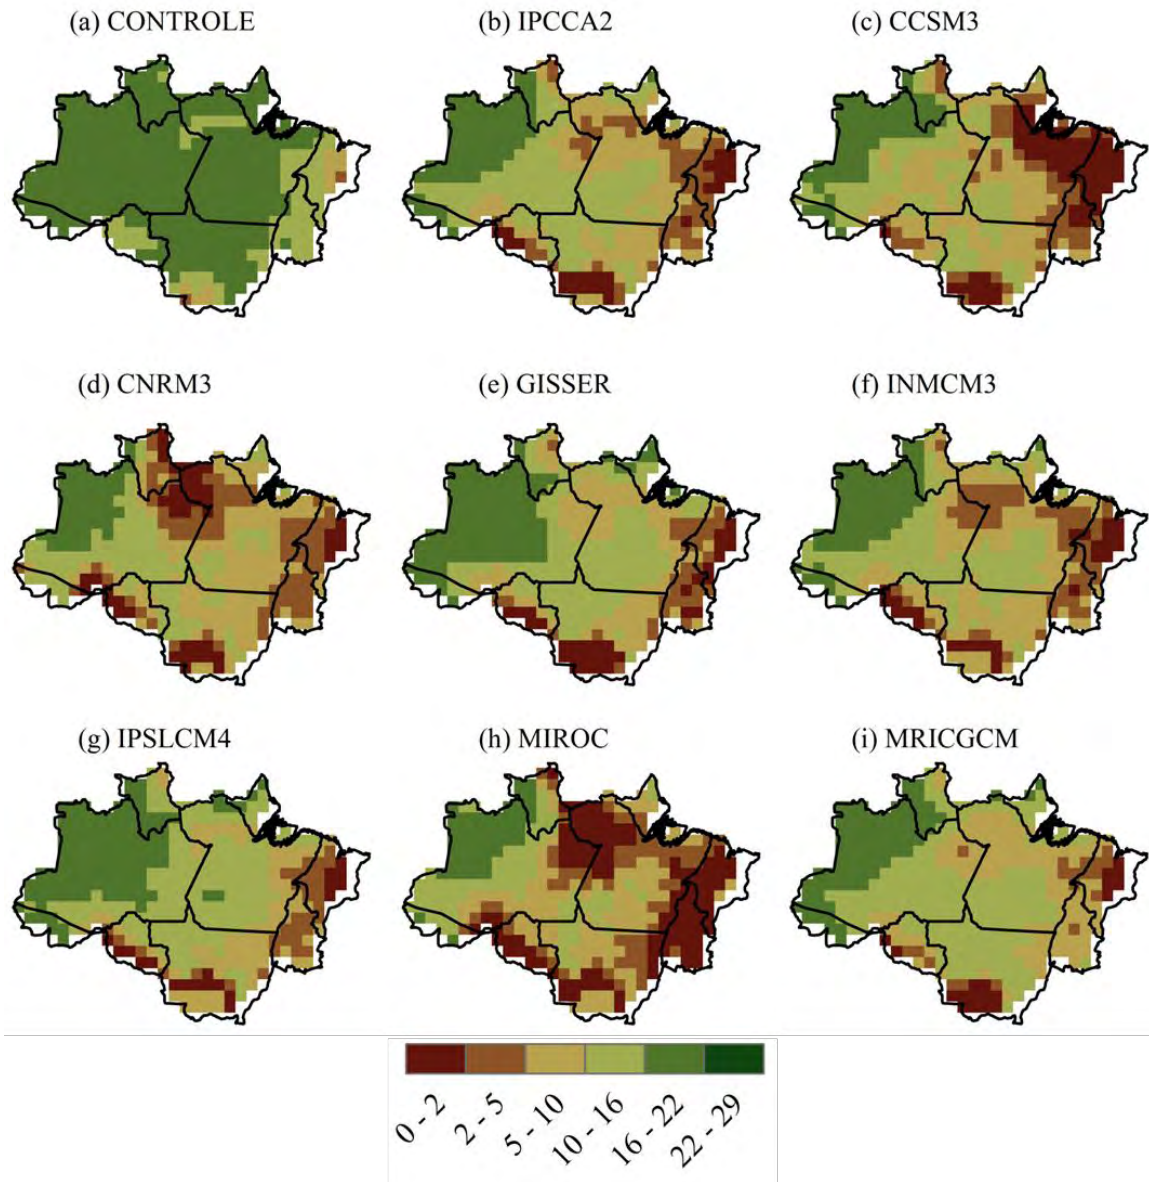 (a) CONTROLE
(b) IPCCA2
(c) CCSM3
(d) CNRM3
(e) GISSER
(f) INMCM3
(g) IPSLCM4
(h) MIROC
(i) MRICGCM
0 - 2
2 - 5
5 - 10
10 - 16
16 - 22
22 - 29